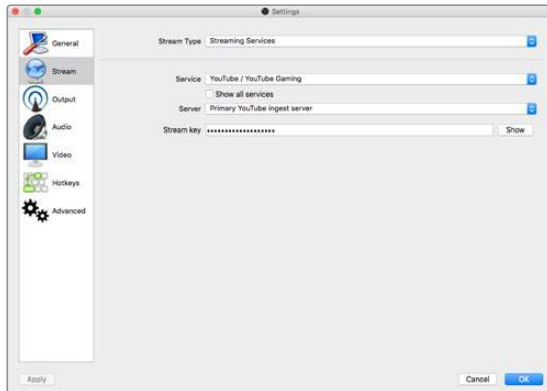 Settings
General
Stream
Output
Audio
Video
Hotkeys
Advanced
Stream Type Streaming Services
Service YouTube / YouTube Gaming
Show all services
Server Primary YouTube ingest server
Stream key ••••••••••••••••••• Show
Apply Cancel OK